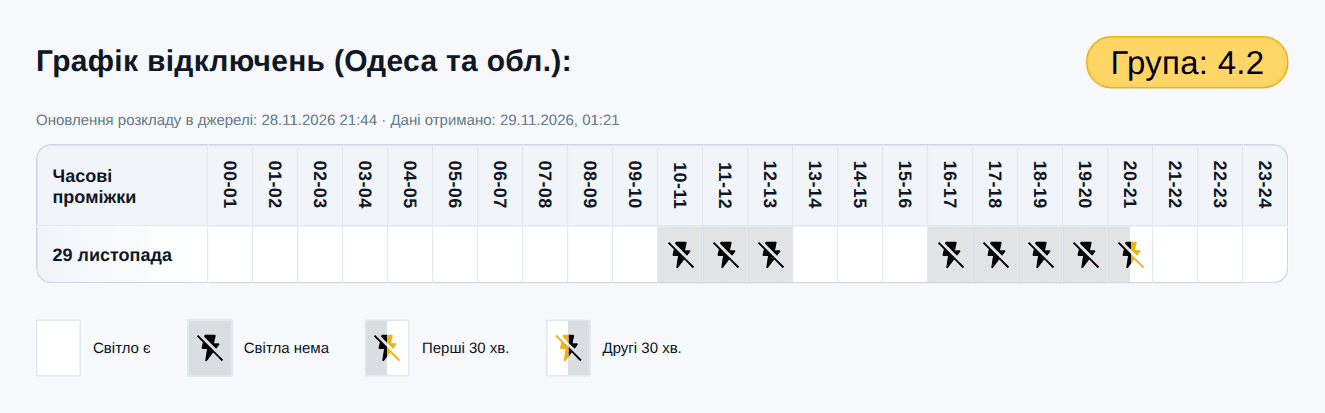 Графік відключень (Одеса та обл.):
Група: 4.2
Оновлення розкладу в джерелі: 28.11.2026 21:44 · Дані отримано: 29.11.2026, 01:21
Часові
проміжки
00-01
01-02
02-03
03-04
04-05
05-06
06-07
07-08
08-09
09-10
10-11
11-12
12-13
13-14
14-15
15-16
16-17
17-18
18-19
19-20
20-21
21-22
22-23
23-24
29 листопада
Світло є
Світла нема
Перші 30 хв.
Другі 30 хв.